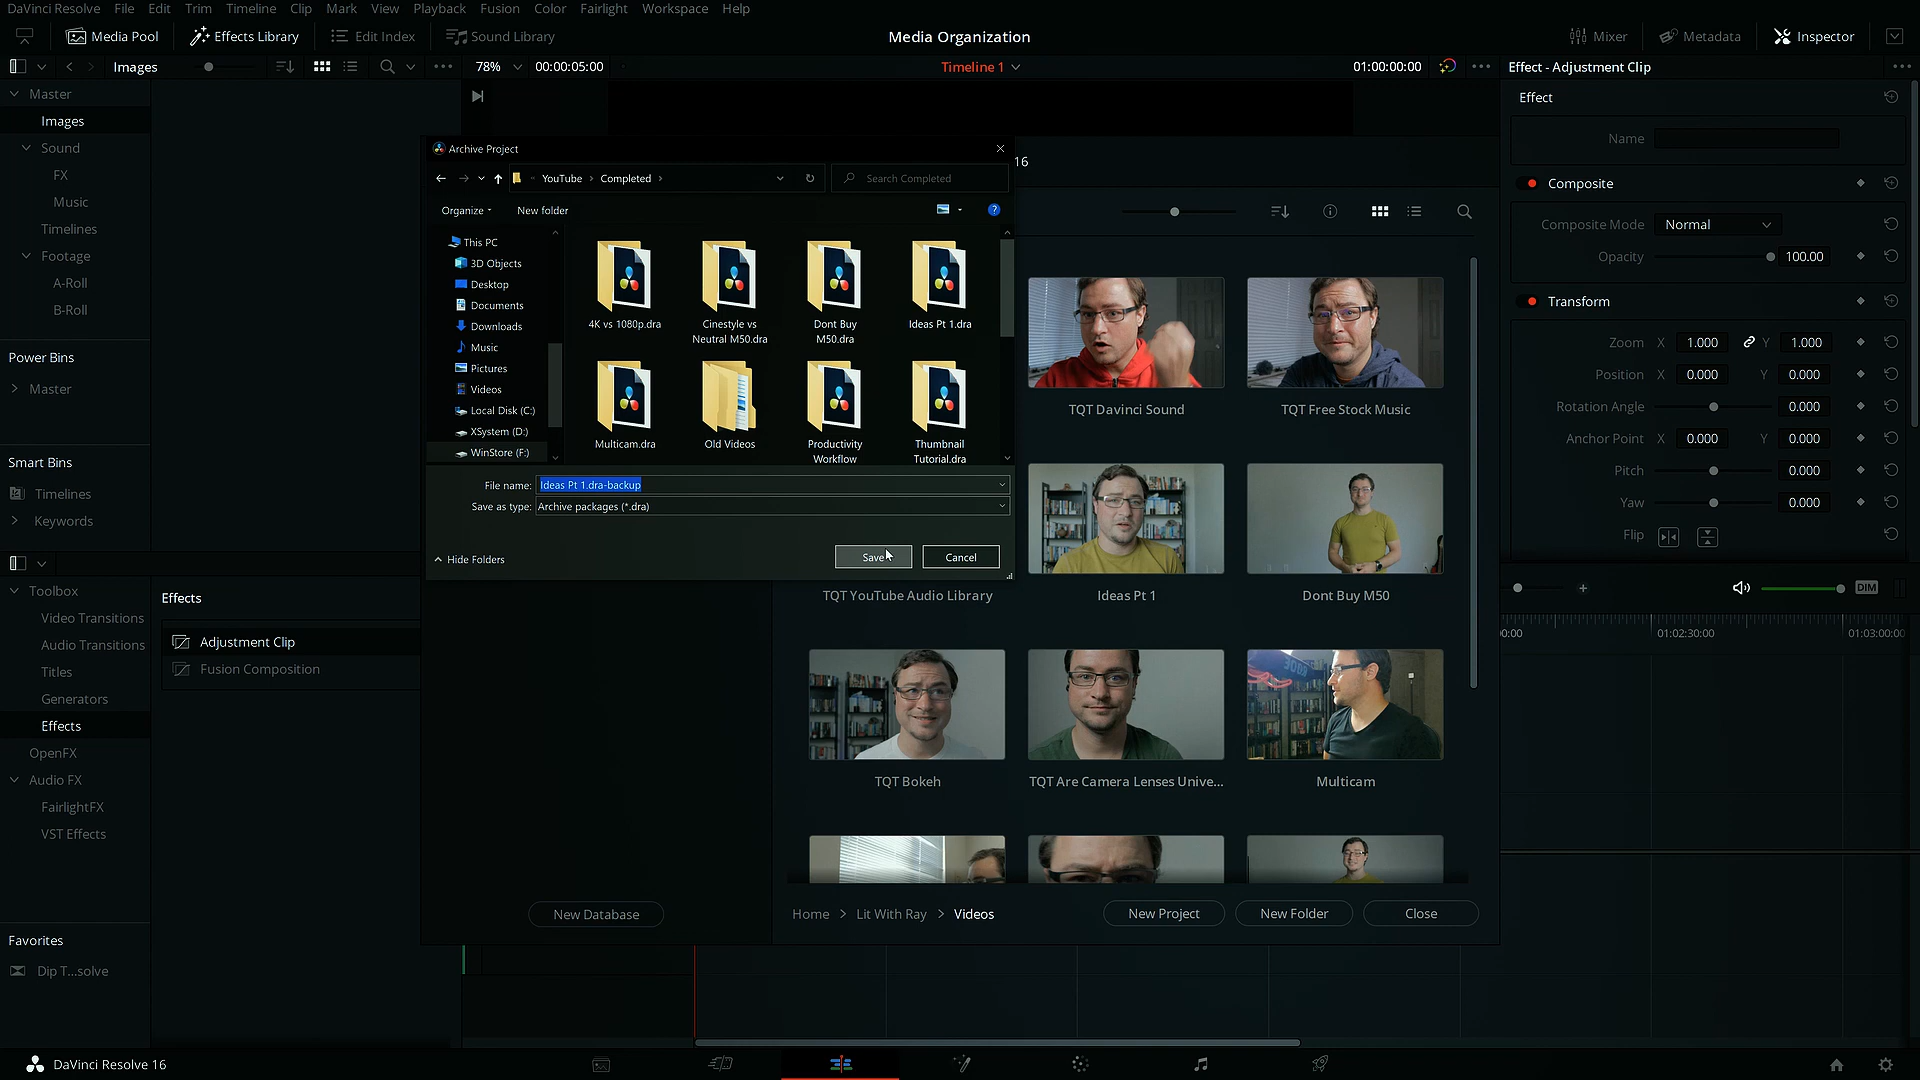 DaVinci Resolve File Edit Trim Timeline Clip Mark View Playback Fusion Color Fairlight Workspace Help
Media Pool Effects Library Edit Index Sound Library
Media Organization
Mixer Metadata Inspector
Images
78% 00:00:05:00
Timeline 1
01:00:00:00
Effect - Adjustment Clip
Master
Images
Sound
FX
Music
Timelines
Footage
A-Roll
B-Roll
Power Bins
Master
Smart Bins
Timelines
Keywords
Toolbox
Video Transitions
Audio Transitions
Titles
Generators
Effects
OpenFX
Audio FX
FairlightFX
VST Effects
Favorites
Dip T...solve
Effects
Adjustment Clip
Fusion Composition
Archive Project
YouTube Completed
Search Completed
Organize New folder
This PC
3D Objects
Desktop
Documents
Downloads
Music
Pictures
Videos
Local Disk (C:)
XSystem (D:)
WinStore (F:)
4K vs 1080p.dra
Cinestyle vs
Neutral M50.dra
Dont Buy
M50.dra
Ideas Pt 1.dra
Multicam.dra
Old Videos
Productivity
Workflow
Thumbnail
Tutorial.dra
File name: Ideas Pt 1.dra-backup
Save as type: Archive packages (*.dra)
Hide Folders
Save
Cancel
16
TQT Davinci Sound
TQT Free Stock Music
TQT YouTube Audio Library
Ideas Pt 1
Dont Buy M50
TQT Bokeh
TQT Are Camera Lenses Unive...
Multicam
New Database
Home > Lit With Ray > Videos
New Project
New Folder
Close
Effect
Name
Composite
Composite Mode Normal
Opacity 100.00
Transform
Zoom X 1.000 Y 1.000
Position X 0.000 Y 0.000
Rotation Angle 0.000
Anchor Point X 0.000 Y 0.000
Pitch 0.000
Yaw 0.000
Flip
DIM
0:00 01:02:30:00 01:03:00:00
DaVinci Resolve 16